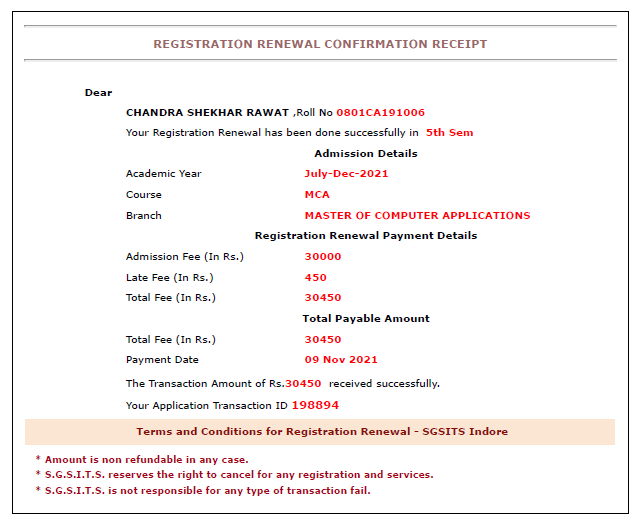 REGISTRATION RENEWAL CONFIRMATION RECEIPT
Dear
CHANDRA SHEKHAR RAWAT ,Roll No 0801CA191006
Your Registration Renewal has been done successfully in 5th Sem
Admission Details
Academic Year July-Dec-2021
Course MCA
Branch MASTER OF COMPUTER APPLICATIONS
Registration Renewal Payment Details
Admission Fee (In Rs.) 30000
Late Fee (In Rs.) 450
Total Fee (In Rs.) 30450
Total Payable Amount
Total Fee (In Rs.) 30450
Payment Date 09 Nov 2021
The Transaction Amount of Rs.30450 received successfully.
Your Application Transaction ID 198894
Terms and Conditions for Registration Renewal - SGSITS Indore
* Amount is non refundable in any case.
* S.G.S.I.T.S. reserves the right to cancel for any registration and services.
* S.G.S.I.T.S. is not responsible for any type of transaction fail.